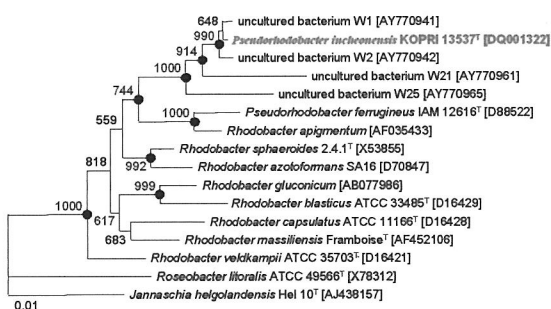 648
uncultured bacterium W1 [AY770941]
990
Pseudorhodobacter incheonensis KOPRI 13537T [DQ001322]
914
uncultured bacterium W2 [AY770942]
1000
uncultured bacterium W21 [AY770961]
744
uncultured bacterium W25 [AY770965]
1000
Pseudorhodobacter ferrugineus IAM 12616T [D88522]
559
Rhodobacter apigmentum [AF035433]
Rhodobacter sphaeroides 2.4.1T [X53855]
818
992
Rhodobacter azotoformans SA16 [D70847]
999
Rhodobacter gluconicum [AB077986]
1000
Rhodobacter blasticus ATCC 33485T [D16429]
617
Rhodobacter capsulatus ATCC 11166T [D16428]
683
Rhodobacter massiliensis FramboiseT [AF452106]
Rhodobacter veldkampii ATCC 35703T [D16421]
Roseobacter litoralis ATCC 49566T [X78312]
Jannaschia helgolandensis Hel 10T [AJ438157]
0.01